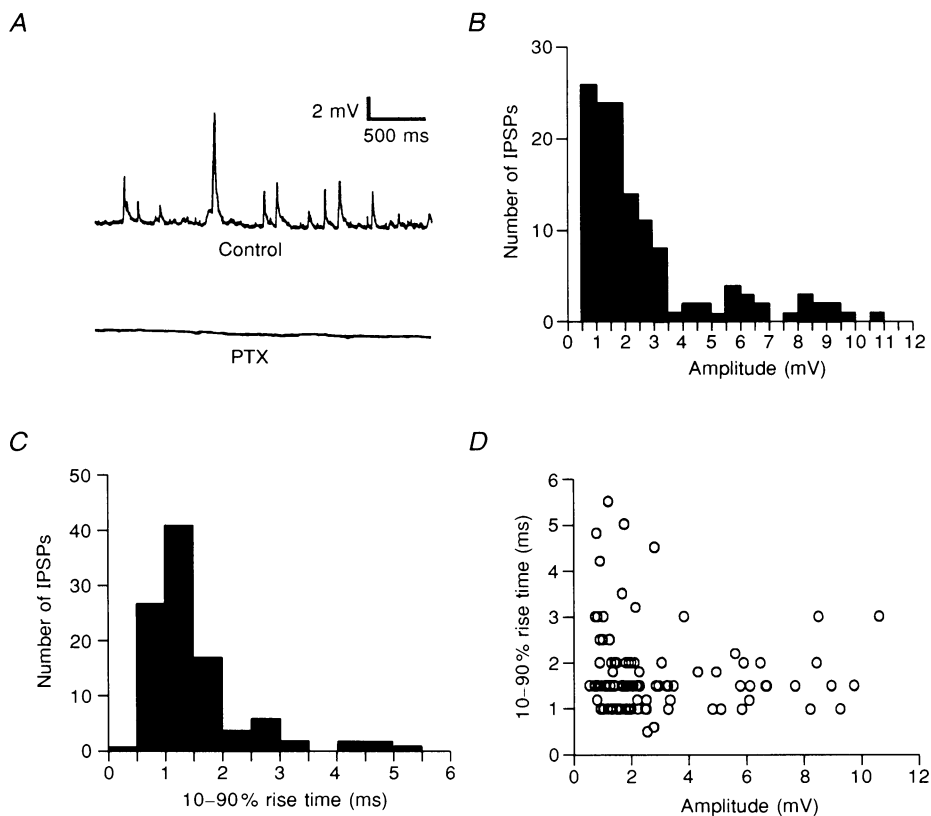 A
2 mV
500 ms
Control
PTX
B
Number of IPSPs
30
20
10
0
0 1 2 3 4 5 6 7 8 9 10 11 12
Amplitude (mV)
C
Number of IPSPs
50
40
30
20
10
0
0 1 2 3 4 5 6
10–90% rise time (ms)
D
10–90% rise time (ms)
6
5
4
3
2
1
0
0 2 4 6 8 10 12
Amplitude (mV)